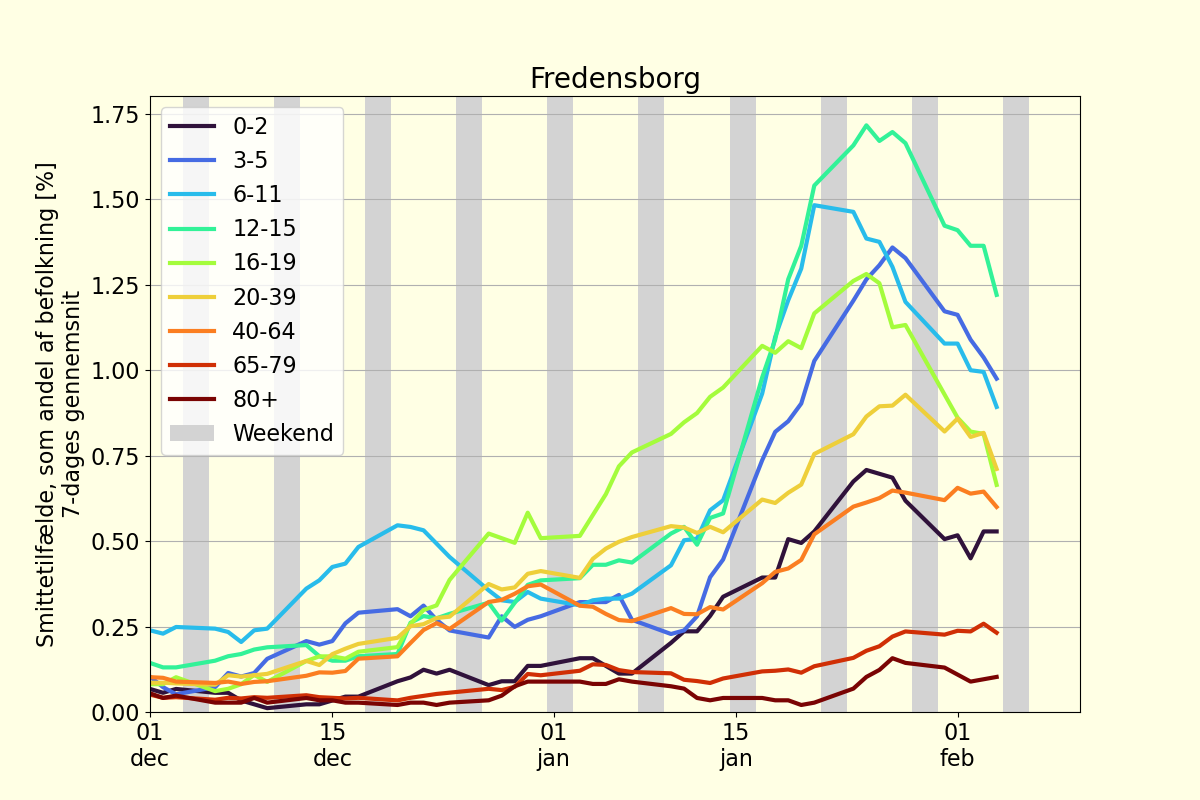 Fredensborg
Smittetilfælde, som andel af befolkning [%]
7-dages gennemsnit
1.75
1.50
1.25
1.00
0.75
0.50
0.25
0.00
0-2
3-5
6-11
12-15
16-19
20-39
40-64
65-79
80+
Weekend
01
dec
15
dec
01
jan
15
jan
01
feb